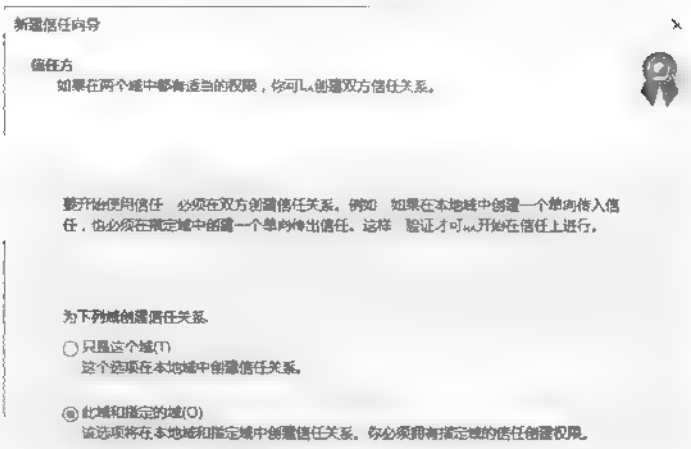 新建信任向导
信任方
如果在两个域中都有适当的权限，你可以创建双方信任关系。
要开始使用信任 必须在双方创建信任关系。例如 如果在本地域中创建一个单向传入信
任，也必须在指定域中创建一个单向传出信任。这样 验证才可以开始在信任上进行。
为下列域创建信任关系
只是这个域(T)
这个选项在本地域中创建信任关系。
此域和指定的域(O)
该选项将在本地域和指定域中创建信任关系。你必须拥有指定域的信任创建权限。